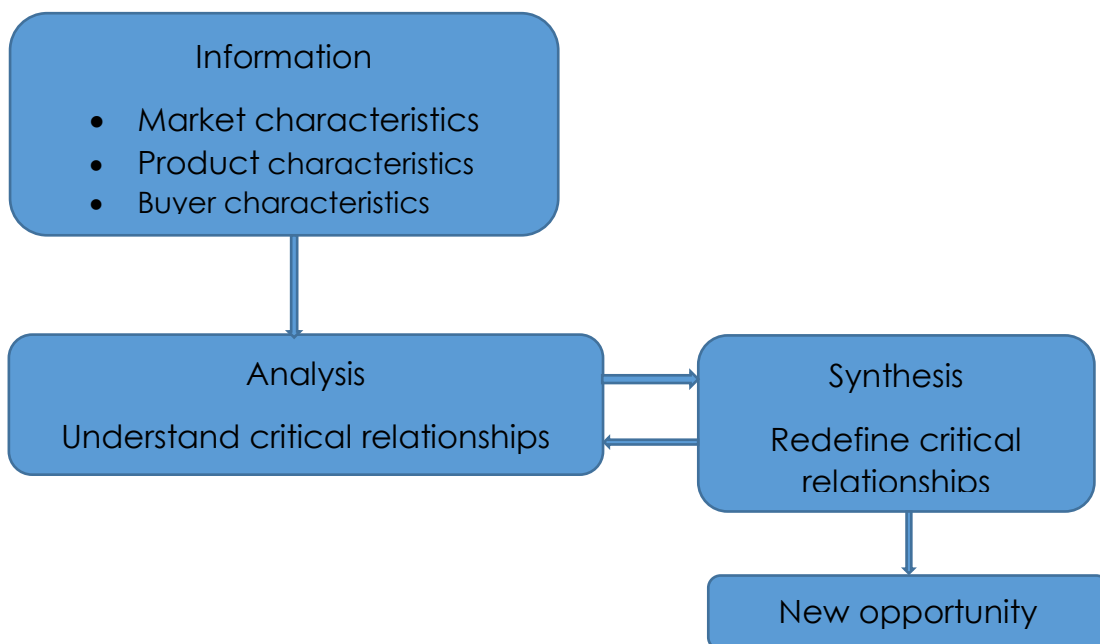 Information
• Market characteristics
• Product characteristics
• Buyer characteristics
Analysis
Understand critical relationships
Synthesis
Redefine critical
relationships
New opportunity